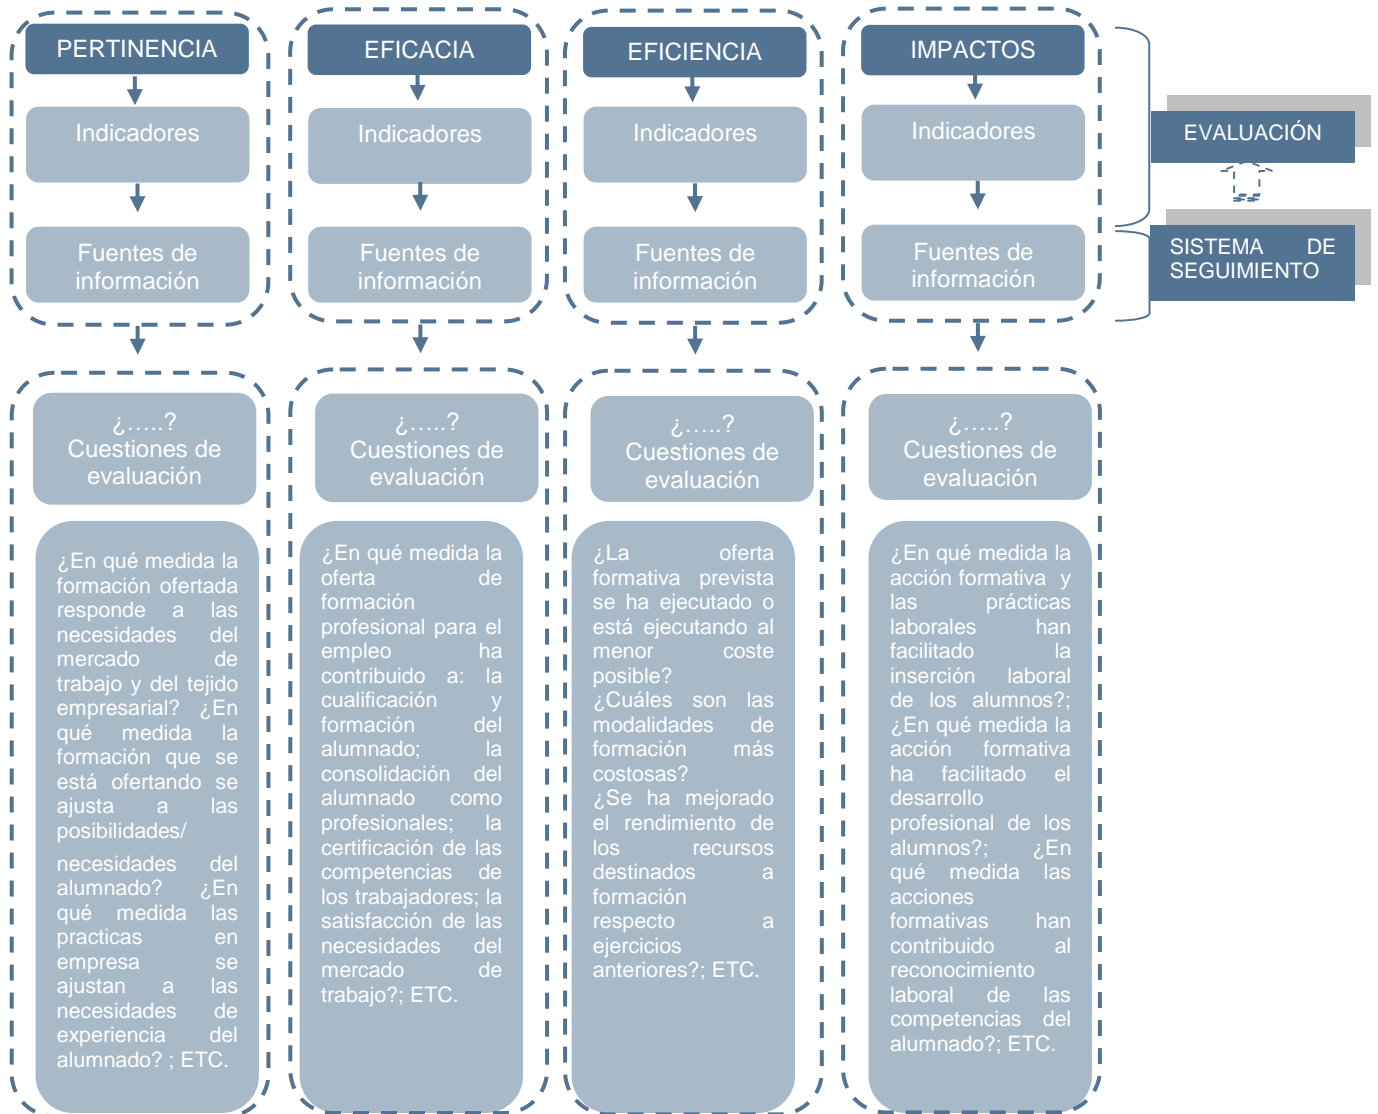 PERTINENCIA
EFICACIA
EFICIENCIA
IMPACTOS
Indicadores
Indicadores
Indicadores
Indicadores
EVALUACIÓN
Fuentes de
información
Fuentes de
información
Fuentes de
información
Fuentes de
información
SISTEMA DE
SEGUIMIENTO
¿…..?
Cuestiones de
evaluación
¿En qué medida la
formación ofertada
responde a las
necesidades del
mercado de
trabajo y del tejido
empresarial? ¿En
qué medida la
formación que se
está ofertando se
ajusta a las
posibilidades/
necesidades del
alumnado? ¿En
qué medida las
practicas en
empresa se
ajustan a las
necesidades de
experiencia del
alumnado? ; ETC.
¿…..?
Cuestiones de
evaluación
¿En qué medida la
oferta de
formación
profesional para el
empleo ha
contribuido a: la
cualificación y
formación del
alumnado; la
consolidación del
alumnado como
profesionales; la
certificación de las
competencias de
los trabajadores; la
satisfacción de las
necesidades del
mercado de
trabajo?; ETC.
¿…..?
Cuestiones de
evaluación
¿La oferta
formativa prevista
se ha ejecutado o
está ejecutando al
menor coste
posible?
¿Cuáles son las
modalidades de
formación más
costosas?
¿Se ha mejorado
el rendimiento de
los recursos
destinados a
formación
respecto a
ejercicios
anteriores?; ETC.
¿…..?
Cuestiones de
evaluación
¿En qué medida la
acción formativa y
las prácticas
laborales han
facilitado la
inserción laboral
de los alumnos?;
¿En qué medida la
acción formativa
ha facilitado el
desarrollo
profesional de los
alumnos?; ¿En
qué medida las
acciones
formativas han
contribuido al
reconocimiento
laboral de las
competencias del
alumnado?; ETC.